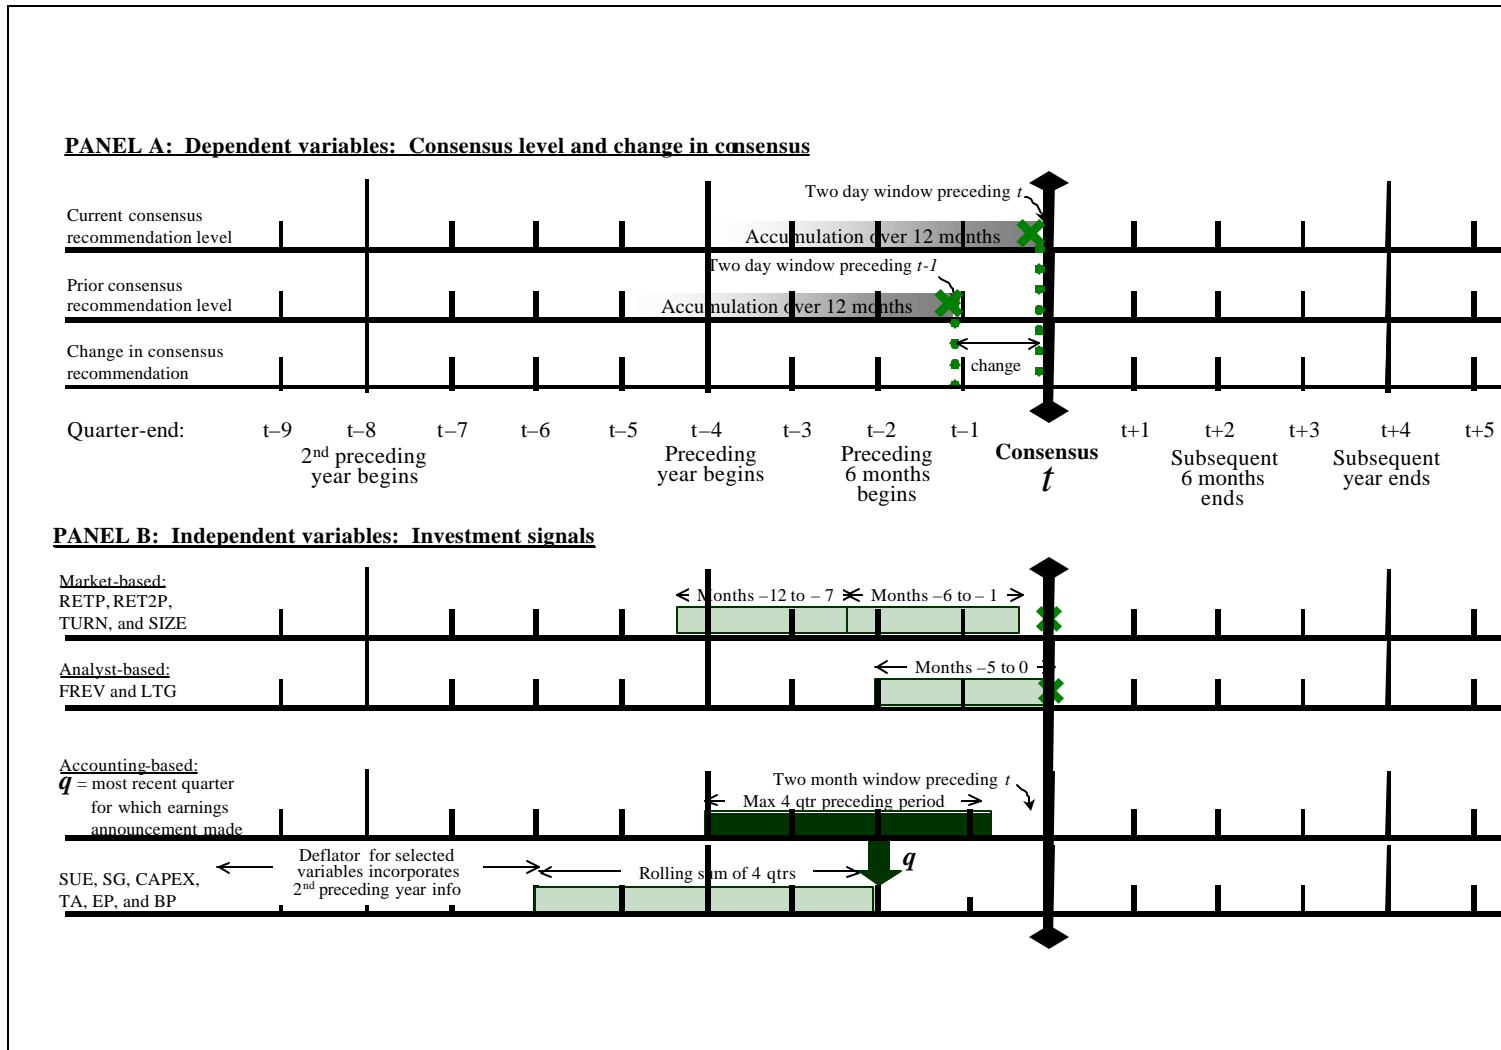 PANEL A: Dependent variables: Consensus level and change in consensus
Two day window preceding t
Current consensus
recommendation level
Accumulation over 12 months
Two day window preceding t-1
Prior consensus
recommendation level
Accumulation over 12 months
Change in consensus
recommendation
change
Quarter-end: t–9 t–8 t–7 t–6 t–5 t–4 t–3 t–2 t–1 t+1 t+2 t+3 t+4 t+5
2nd preceding
year begins
Preceding
year begins
Preceding
6 months
begins
Consensus
t
Subsequent
6 months
ends
Subsequent
year ends
PANEL B: Independent variables: Investment signals
Market-based:
RETP, RET2P,
TURN, and SIZE
Months –12 to – 7
Months –6 to – 1
Analyst-based:
FREV and LTG
Months –5 to 0
Accounting-based:
q = most recent quarter
for which earnings
announcement made
Two month window preceding t
Max 4 qtr preceding period
Deflator for selected
variables incorporates
2nd preceding year info
Rolling sum of 4 qtrs
q
SUE, SG, CAPEX,
TA, EP, and BP